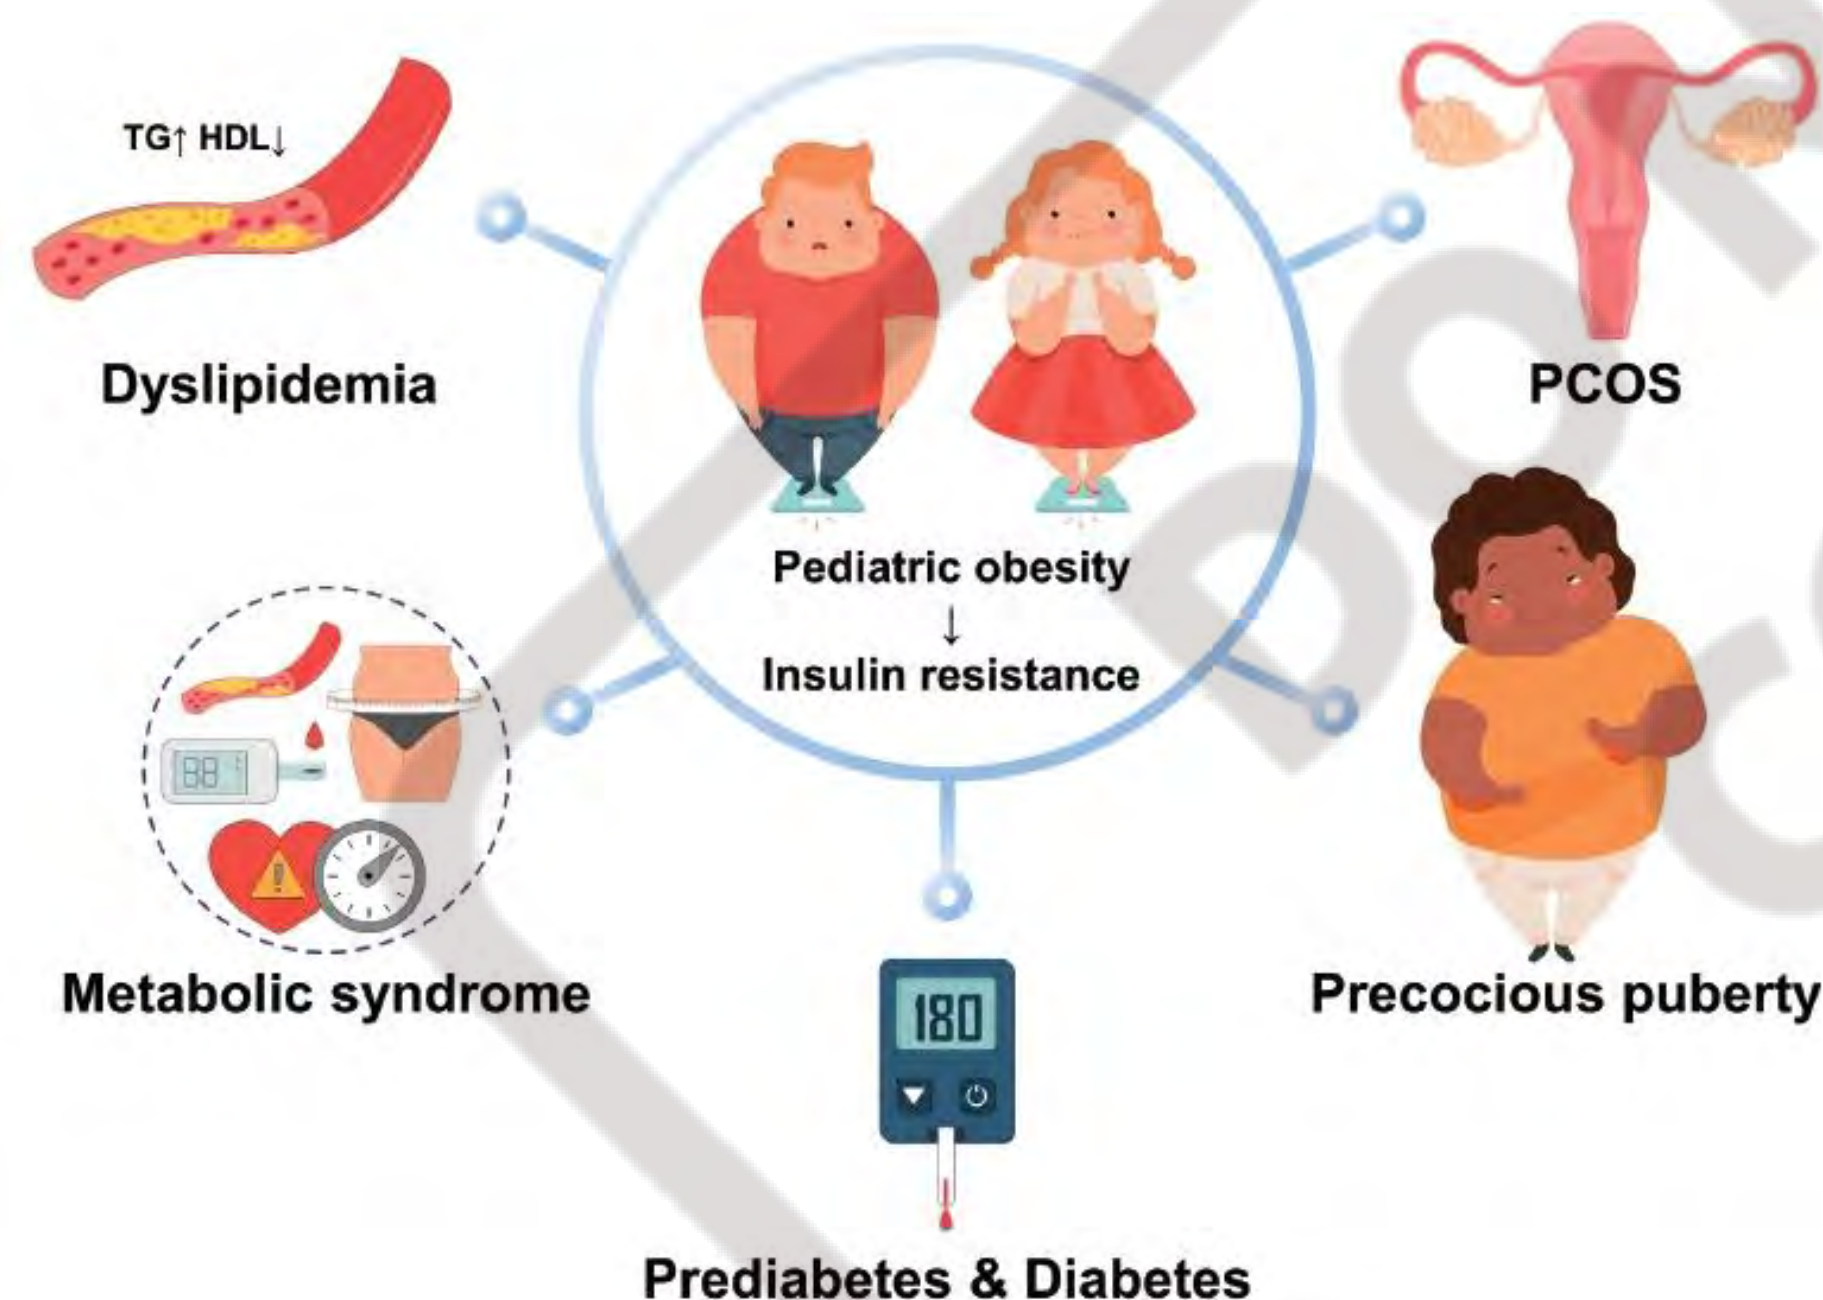 TG↑ HDL↓
Dyslipidemia
PCOS
Pediatric obesity
↓
Insulin resistance
88
Metabolic syndrome
Precocious puberty
180
Prediabetes & Diabetes